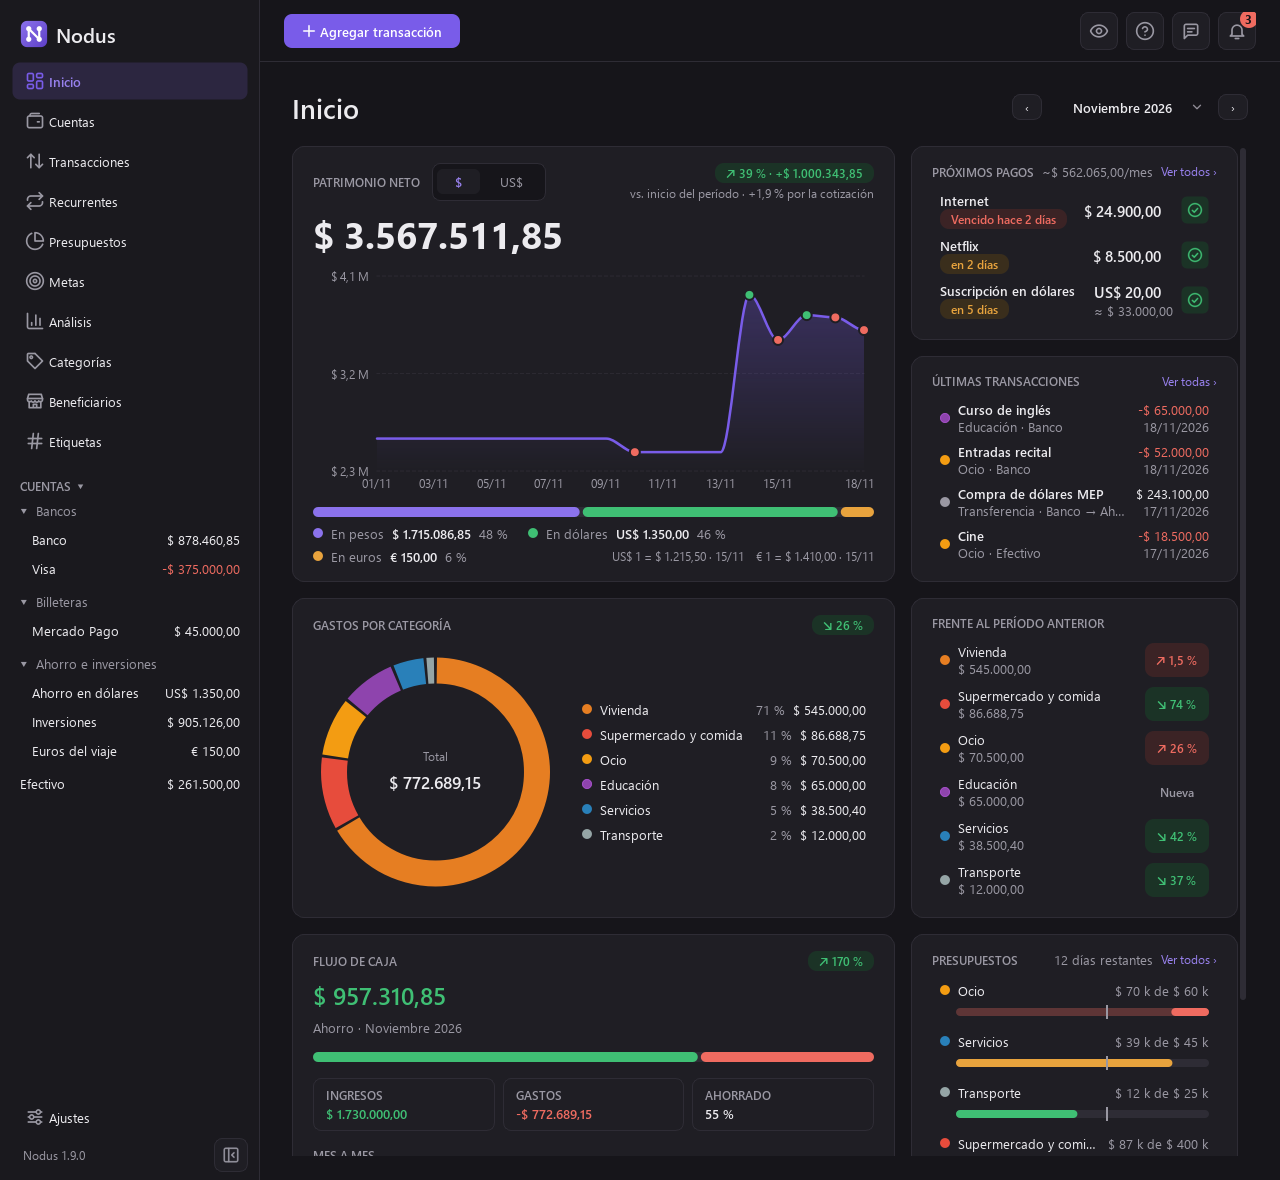 Nodus
Inicio
Cuentas
Transacciones
Recurrentes
Presupuestos
Metas
Análisis
Categorías
Beneficiarios
Etiquetas
CUENTAS ▾
▾ Bancos
Banco $ 878.460,85
Visa -$ 375.000,00
▾ Billeteras
Mercado Pago $ 45.000,00
▾ Ahorro e inversiones
Ahorro en dólares US$ 1.350,00
Inversiones $ 905.126,00
Euros del viaje € 150,00
Efectivo $ 261.500,00
Ajustes
Nodus 1.9.0
+ Agregar transacción
3
Inicio
‹ Noviembre 2026 ›
PATRIMONIO NETO $ US$
↗ 39 % · +$ 1.000.343,85
vs. inicio del período · +1,9 % por la cotización
$ 3.567.511,85
$ 4,1 M
$ 3,2 M
$ 2,3 M
01/11 03/11 05/11 07/11 09/11 11/11 13/11 15/11 18/11
En pesos $ 1.715.086,85 48 % En dólares US$ 1.350,00 46 %
En euros € 150,00 6 % US$ 1 = $ 1.215,50 · 15/11 € 1 = $ 1.410,00 · 15/11
PRÓXIMOS PAGOS ~$ 562.065,00/mes Ver todos ›
Internet
Vencido hace 2 días
$ 24.900,00
Netflix
en 2 días
$ 8.500,00
Suscripción en dólares
en 5 días
US$ 20,00
≈ $ 33.000,00
ÚLTIMAS TRANSACCIONES Ver todas ›
Curso de inglés -$ 65.000,00
Educación · Banco 18/11/2026
Entradas recital -$ 52.000,00
Ocio · Banco 18/11/2026
Compra de dólares MEP $ 243.100,00
Transferencia · Banco → Ah... 17/11/2026
Cine -$ 18.500,00
Ocio · Efectivo 17/11/2026
GASTOS POR CATEGORÍA ↘ 26 %
Total
$ 772.689,15
Vivienda 71 % $ 545.000,00
Supermercado y comida 11 % $ 86.688,75
Ocio 9 % $ 70.500,00
Educación 8 % $ 65.000,00
Servicios 5 % $ 38.500,40
Transporte 2 % $ 12.000,00
FRENTE AL PERÍODO ANTERIOR
Vivienda
$ 545.000,00
↗ 1,5 %
Supermercado y comida
$ 86.688,75
↘ 74 %
Ocio
$ 70.500,00
↗ 26 %
Educación
$ 65.000,00
Nueva
Servicios
$ 38.500,40
↘ 42 %
Transporte
$ 12.000,00
↘ 37 %
FLUJO DE CAJA ↗ 170 %
$ 957.310,85
Ahorro · Noviembre 2026
INGRESOS
$ 1.730.000,00
GASTOS
-$ 772.689,15
AHORRADO
55 %
MES A MES
PRESUPUESTOS 12 días restantes Ver todos ›
Ocio $ 70 k de $ 60 k
Servicios $ 39 k de $ 45 k
Transporte $ 12 k de $ 25 k
Supermercado y comi... $ 87 k de $ 400 k